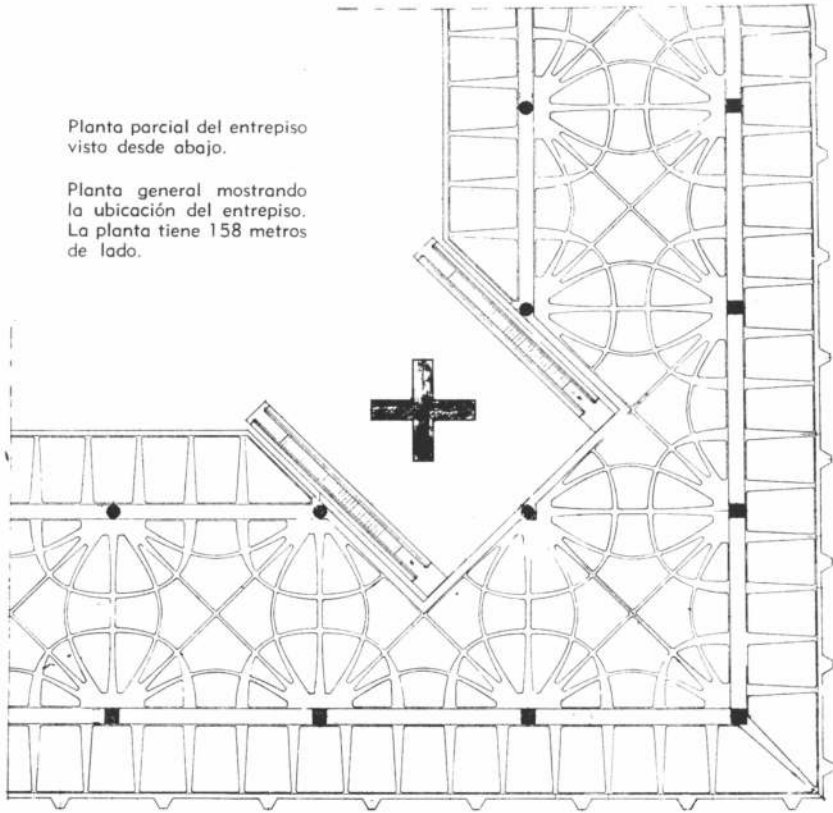 Planta parcial del entrepiso
visto desde abajo.
Planta general mostrando
la ubicación del entrepiso.
La planta tiene 158 metros
de lado.